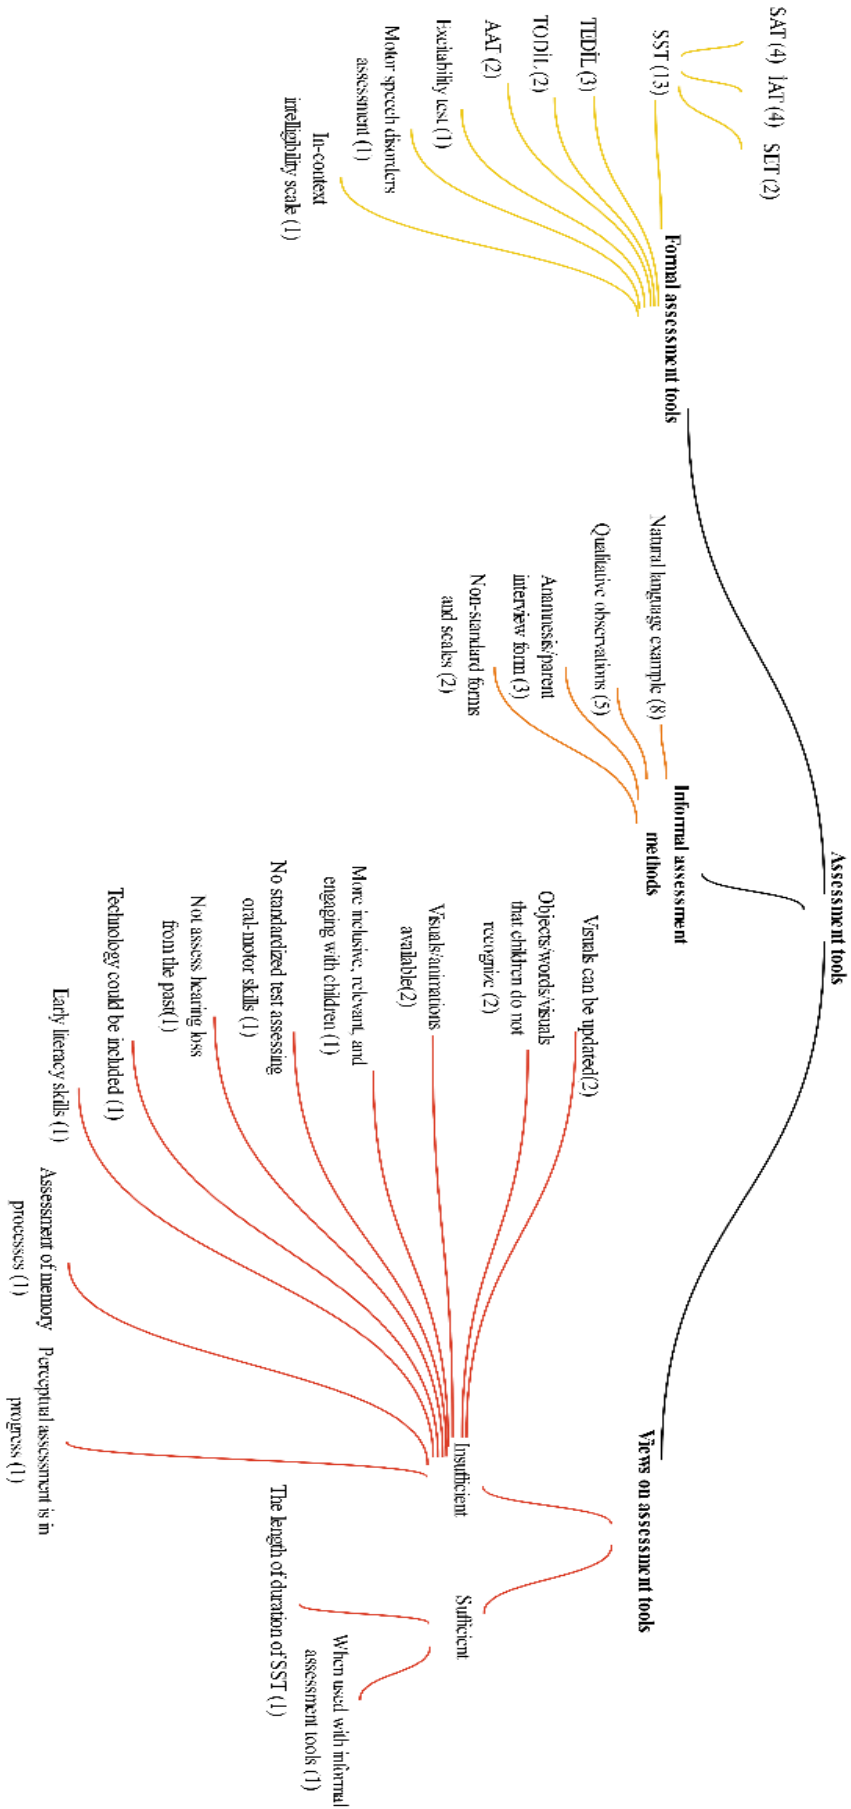 Assessment tools
Formal assessment tools
SAT (4)
İAT (4)
SET (2)
SST (13)
TEDİL (3)
TODİL (2)
AAT (2)
Excitability test (1)
Motor speech disorders
assessment (1)
In-context
intelligibility scale (1)
Informal assessment
methods
Natural language example (8)
Qualitative observations (5)
Anamnesis/parent
interview form (3)
Non-standard forms
and scales (2)
Views on assessment tools
Insufficient
Visuals can be updated(2)
Objects/words/visuals
that children do not
recognize (2)
Visuals/animations
available(2)
More inclusive, relevant, and
engaging with children (1)
No standardized test assessing
oral-motor skills (1)
Not assess hearing loss
from the past(1)
Technology could be included (1)
Early literacy skills (1)
Assessment of memory
processes (1)
Perceptual assessment is in
progress (1)
Sufficient
The length of duration of SST (1)
When used with informal
assessment tools (1)